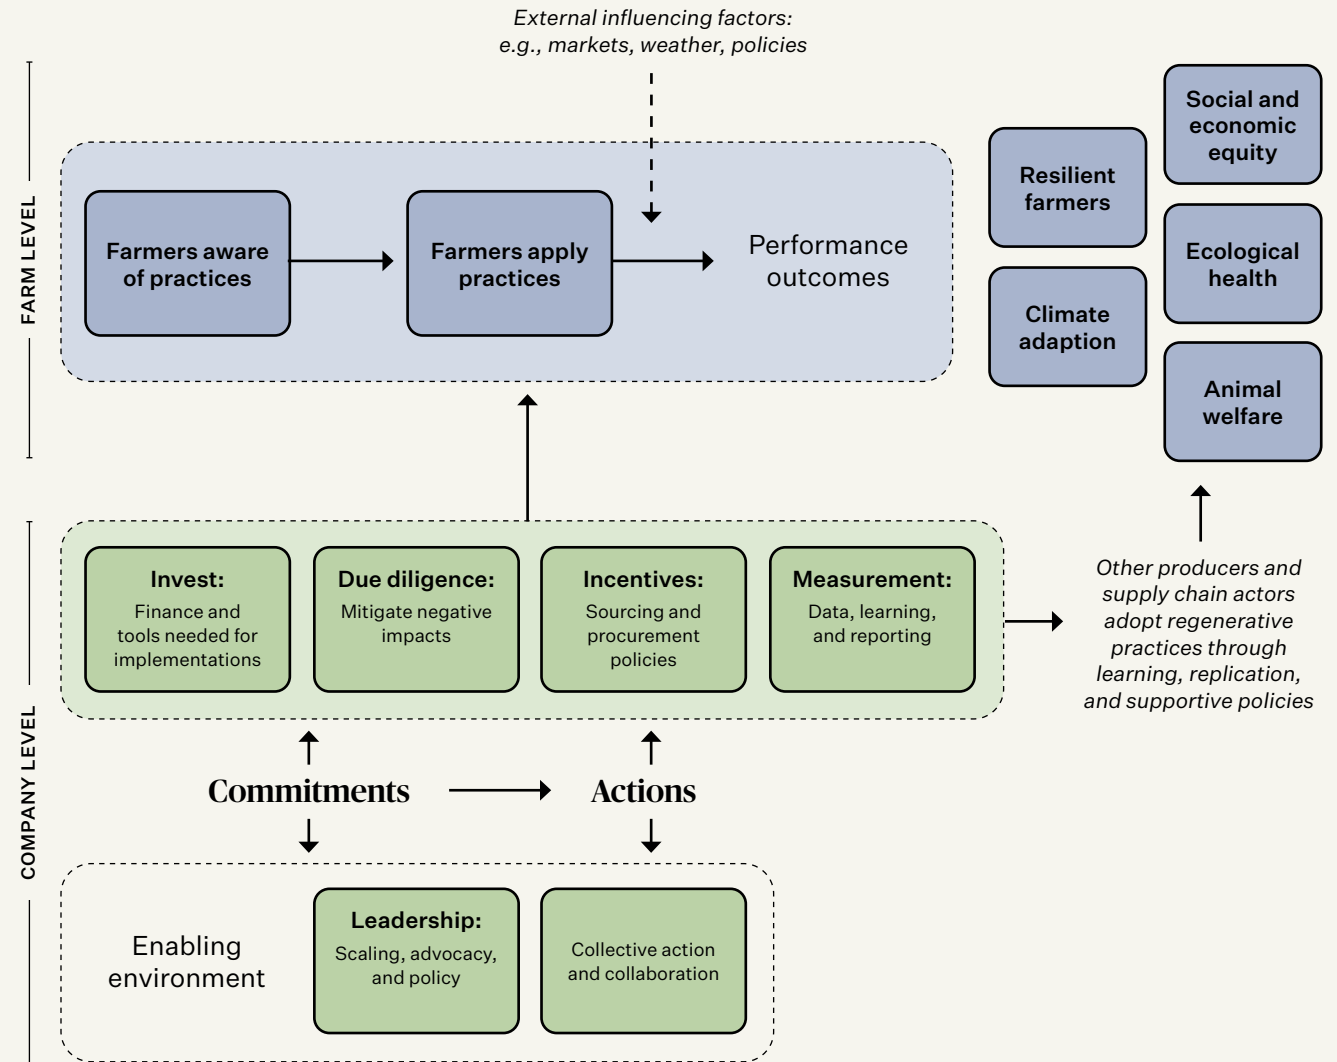 External influencing factors:
e.g., markets, weather, policies
FARM LEVEL
Farmers aware
of practices
Farmers apply
practices
Performance
outcomes
Resilient
farmers
Climate
adaption
Social and
economic
equity
Ecological
health
Animal
welfare
COMPANY LEVEL
Invest:
Finance and
tools needed for
implementations
Due diligence:
Mitigate negative
impacts
Incentives:
Sourcing and
procurement
policies
Measurement:
Data, learning,
and reporting
Other producers and
supply chain actors
adopt regenerative
practices through
learning, replication,
and supportive policies
Commitments
Actions
Enabling
environment
Leadership:
Scaling, advocacy,
and policy
Collective action
and collaboration